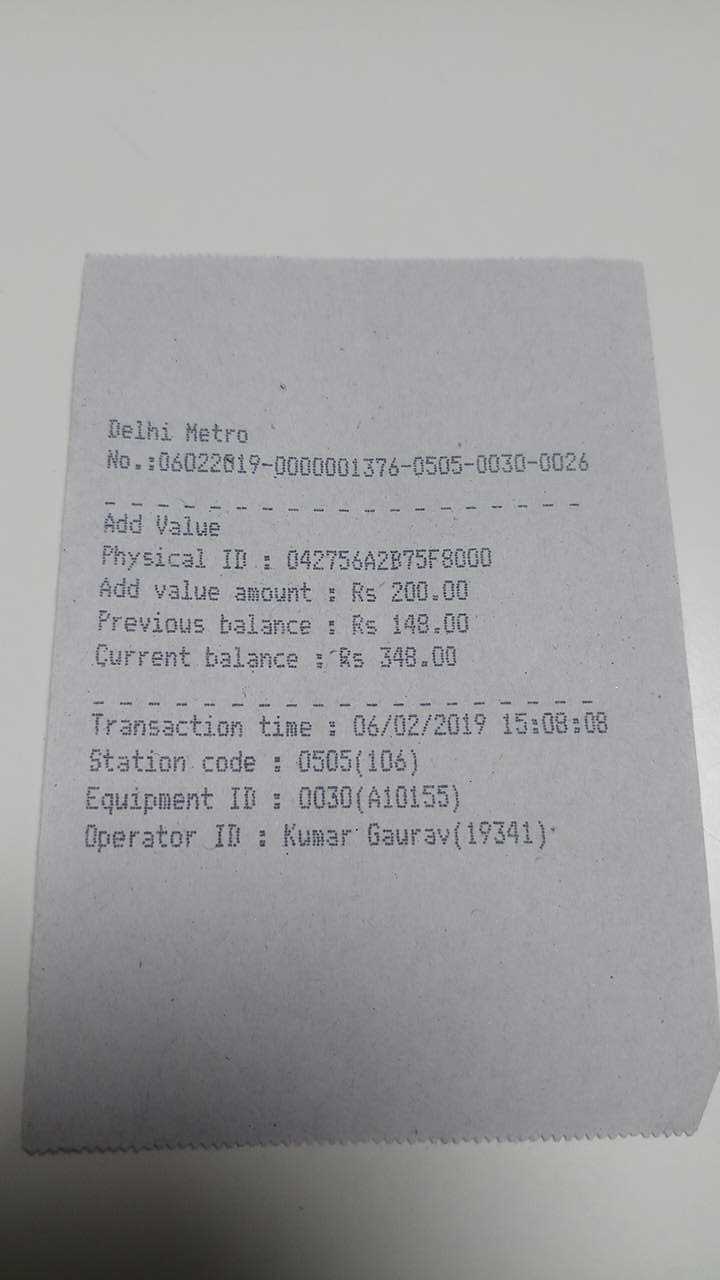 Delhi Metro
No.:06022019-0000001376-0505-0030-0026
- - - - - - - - - - - - - - - - - - -
Add Value
Physical ID : 042756A2B75F8000
Add value amount : Rs 200.00
Previous balance : Rs 148.00
Current balance : Rs 348.00
- - - - - - - - - - - - - - - - - - -
Transaction time : 06/02/2019 15:08:08
Station code : 0505(106)
Equipment ID : 0030(A10155)
Operator ID : Kumar Gaurav(19341)